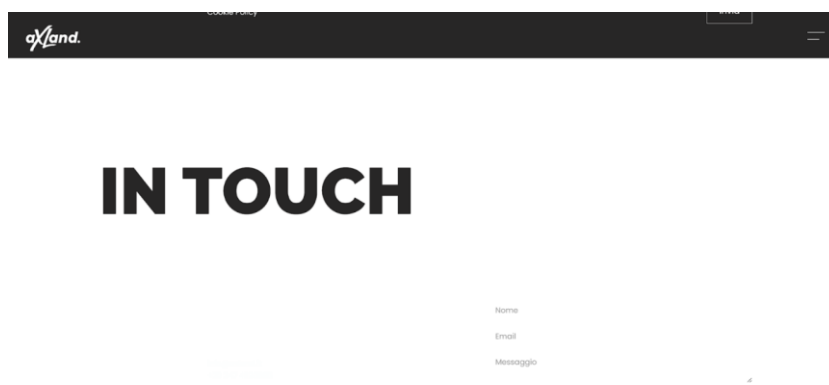 Cookie Policy
Invia
axland.
IN TOUCH
Nome
Email
Messaggio